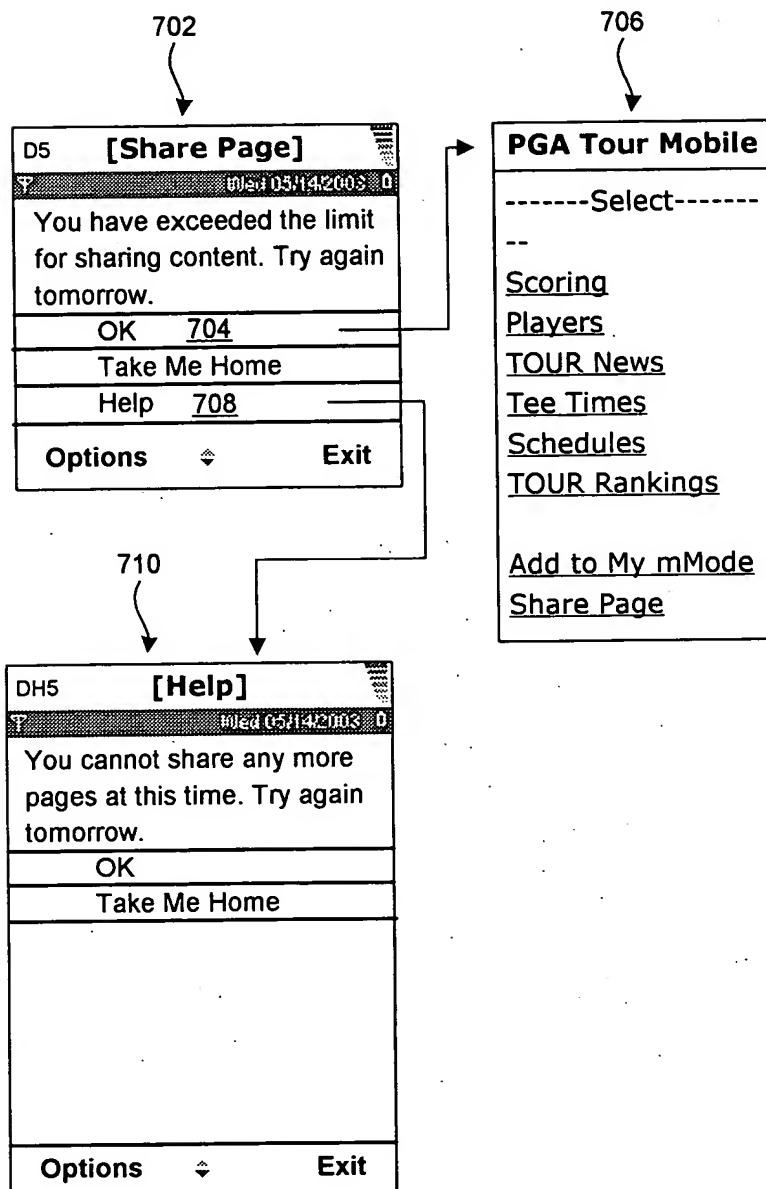 702
D5 [Share Page]
Wed 05/14/2003
You have exceeded the limit
for sharing content. Try again
tomorrow.
OK 704
Take Me Home
Help 708
Options Exit
706
PGA Tour Mobile
-------Select-------
--
Scoring
Players
TOUR News
Tee Times
Schedules
TOUR Rankings
Add to My mMode
Share Page
710
DH5 [Help]
Wed 05/14/2003
You cannot share any more
pages at this time. Try again
tomorrow.
OK
Take Me Home
Options Exit